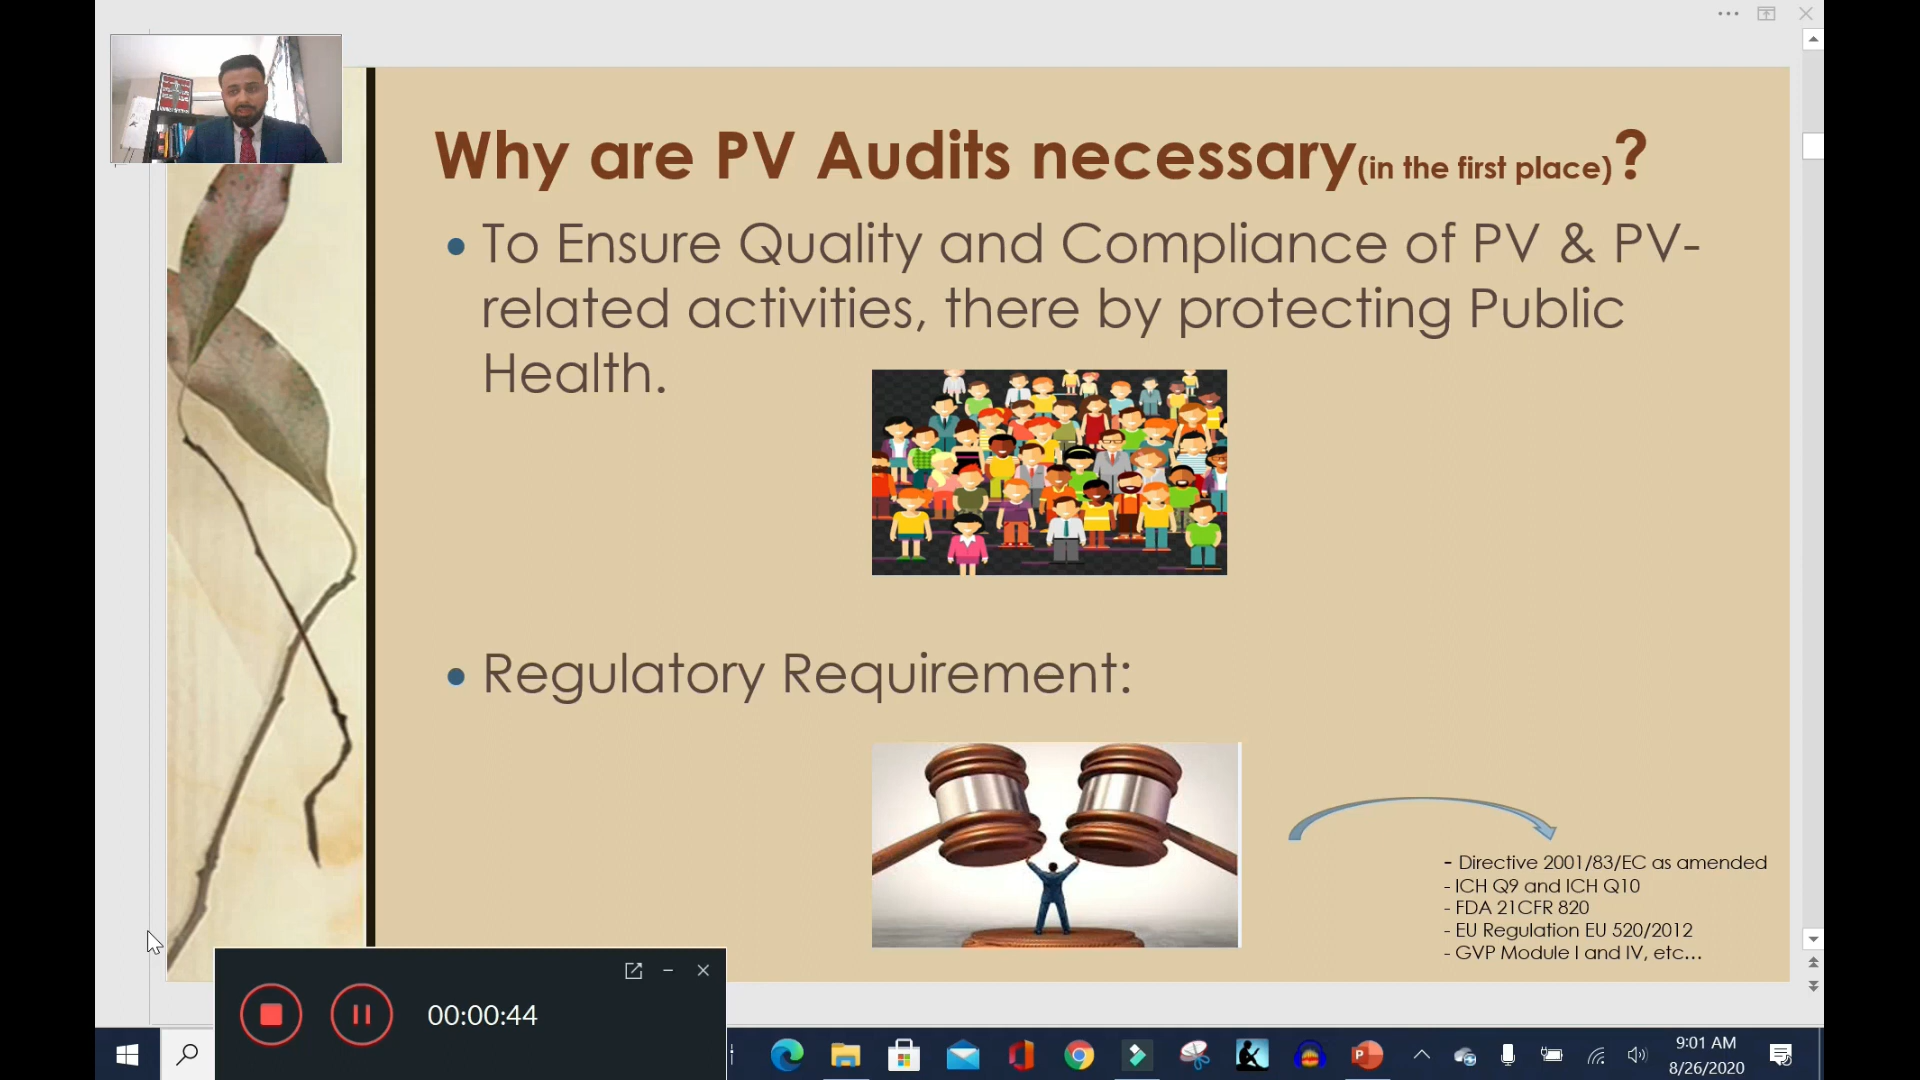 Why are PV Audits necessary(in the first place)?
• To Ensure Quality and Compliance of PV & PV-
related activities, there by protecting Public
Health.
• Regulatory Requirement:
- Directive 2001/83/EC as amended
- ICH Q9 and ICH Q10
- FDA 21CFR 820
- EU Regulation EU 520/2012
- GVP Module I and IV, etc...
00:00:44
9:01 AM
8/26/2020